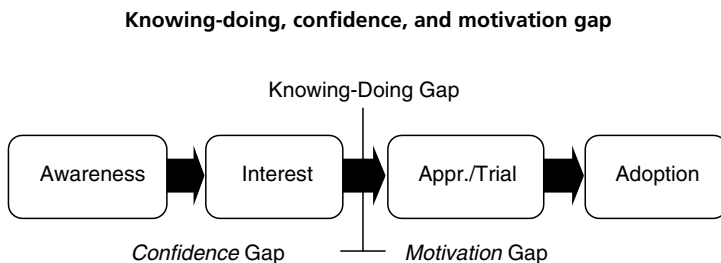 Knowing-doing, confidence, and motivation gap
Knowing-Doing Gap
Awareness
Interest
Appr./Trial
Adoption
Confidence Gap
Motivation Gap